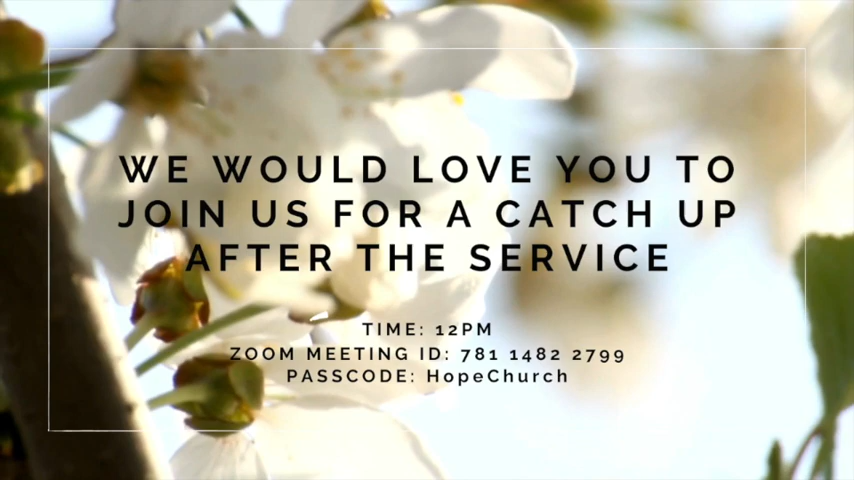 WE WOULD LOVE YOU TO
JOIN US FOR A CATCH UP
AFTER THE SERVICE
TIME: 12PM
ZOOM MEETING ID: 781 1482 2799
PASSCODE: HopeChurch